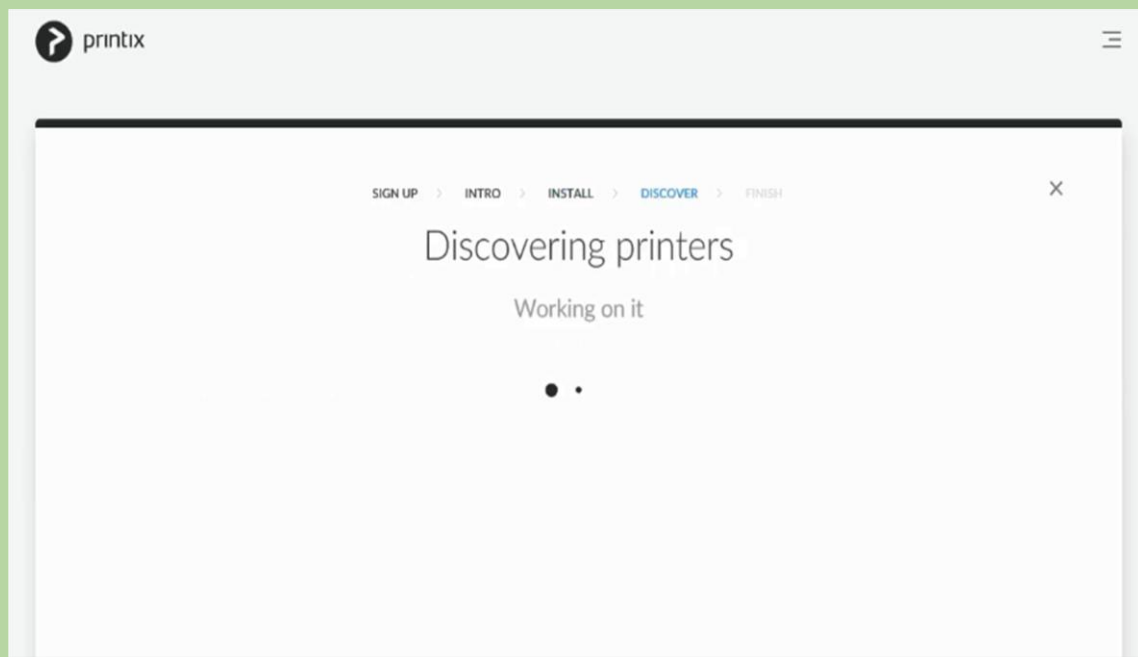 printix
SIGN UP > INTRO > INSTALL > DISCOVER > FINISH
Discovering printers
Working on it